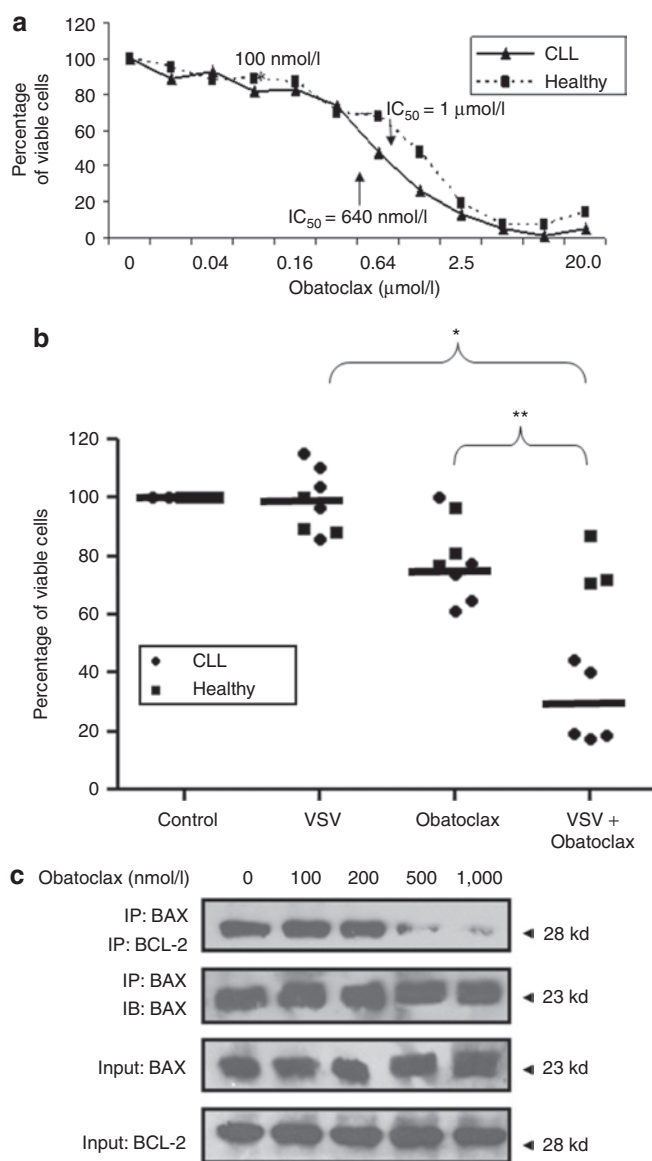 a
120
100
80
60
40
20
0
Percentage
of viable cells
100 nmol/l
*
IC50 = 1 μmol/l
IC50 = 640 nmol/l
CLL
Healthy
0 0.04 0.16 0.64 2.5 20.0
Obatoclax (μmol/l)
b
*
**
120
100
80
60
40
20
0
Percentage of viable cells
CLL
Healthy
Control VSV Obatoclax VSV +
Obatoclax
c
Obatoclax (nmol/l) 0 100 200 500 1,000
IP: BAX
IP: BCL-2
28 kd
IP: BAX
IB: BAX
23 kd
Input: BAX
23 kd
Input: BCL-2
28 kd